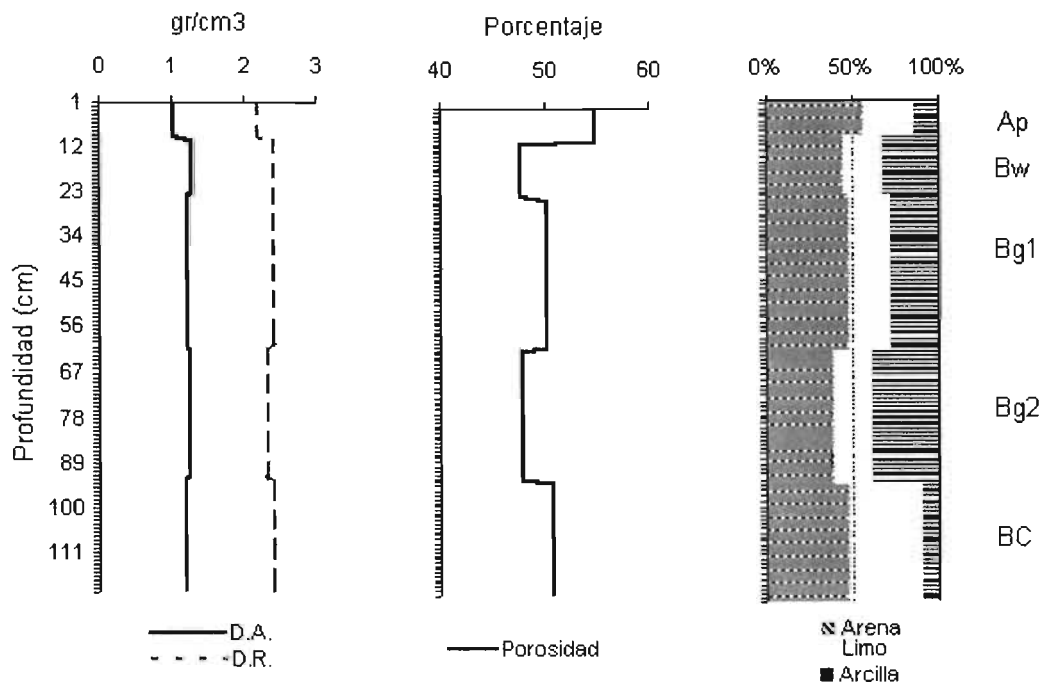 gr/cm3
0 1 2 3
Profundidad (cm)
1
12
23
34
45
56
67
78
89
100
111
D.A.
D.R.
Porcentaje
40 50 60
Porosidad
0% 50% 100%
Ap
Bw
Bg1
Bg2
BC
Arena
Limo
Arcilla